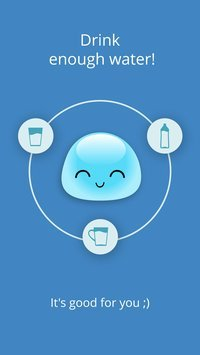 Drink
enough water!
It's good for you ;)